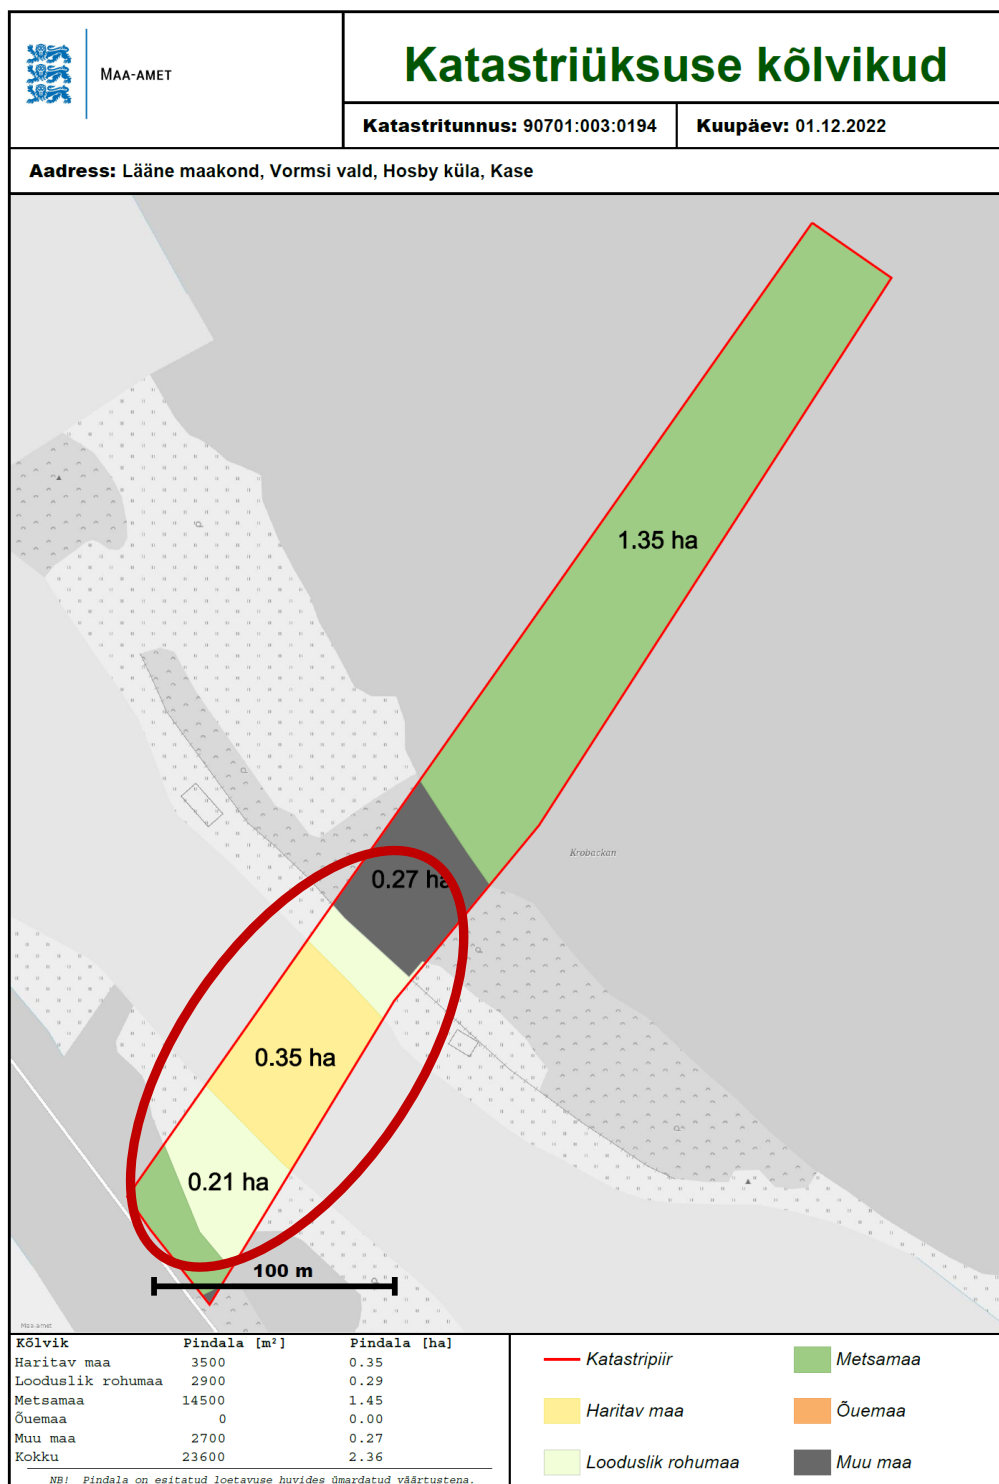 MAA-AMET
Katastriüksuse kõlvikud
Katastritunnus: 90701:003:0194
Kuupäev: 01.12.2022
Aadress: Lääne maakond, Vormsi vald, Hosby küla, Kase
1.35 ha
Krobackan
0.27 ha
0.35 ha
0.21 ha
100 m
Maa-amet
Kõlvik Pindala [m²] Pindala [ha]
Haritav maa 3500 0.35
Looduslik rohumaa 2900 0.29
Metsamaa 14500 1.45
Õuemaa 0 0.00
Muu maa 2700 0.27
Kokku 23600 2.36
NB! Pindala on esitatud loetavuse huvides ümardatud väärtustena.
Katastripiir
Metsamaa
Haritav maa
Õuemaa
Looduslik rohumaa
Muu maa